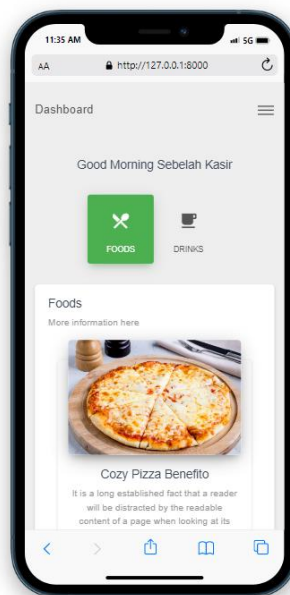 11:35 AM
5G
AA
http://127.0.0.1:8000
Dashboard
Good Morning Sebelah Kasir
FOODS
DRINKS
Foods
More information here
Cozy Pizza Benefito
It is a long established fact that a reader
will be distracted by the readable
content of a page when looking at its